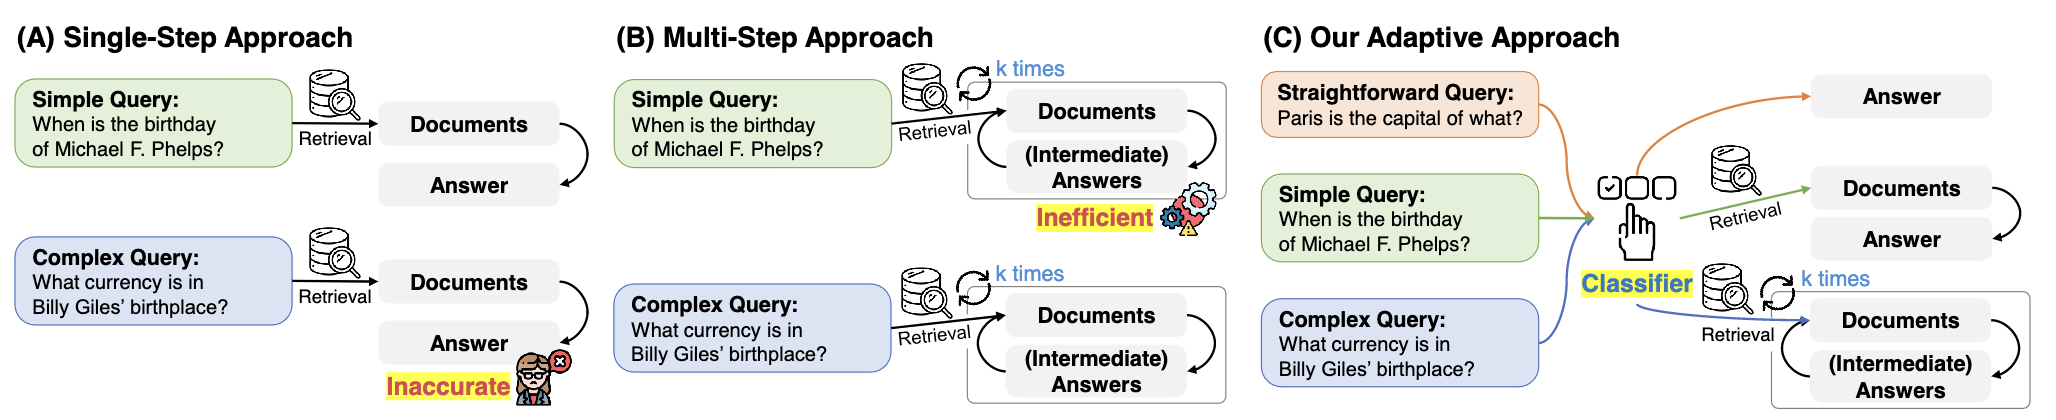 (A) Single-Step Approach
Simple Query:
When is the birthday
of Michael F. Phelps?
Retrieval
Documents
Answer
Complex Query:
What currency is in
Billy Giles’ birthplace?
Retrieval
Documents
Answer
Inaccurate
(B) Multi-Step Approach
Simple Query:
When is the birthday
of Michael F. Phelps?
Retrieval
k times
Documents
(Intermediate)
Answers
Inefficient
Complex Query:
What currency is in
Billy Giles’ birthplace?
Retrieval
k times
Documents
(Intermediate)
Answers
(C) Our Adaptive Approach
Straightforward Query:
Paris is the capital of what?
Simple Query:
When is the birthday
of Michael F. Phelps?
Complex Query:
What currency is in
Billy Giles’ birthplace?
Classifier
Answer
Retrieval
Documents
Answer
Retrieval
k times
Documents
(Intermediate)
Answers